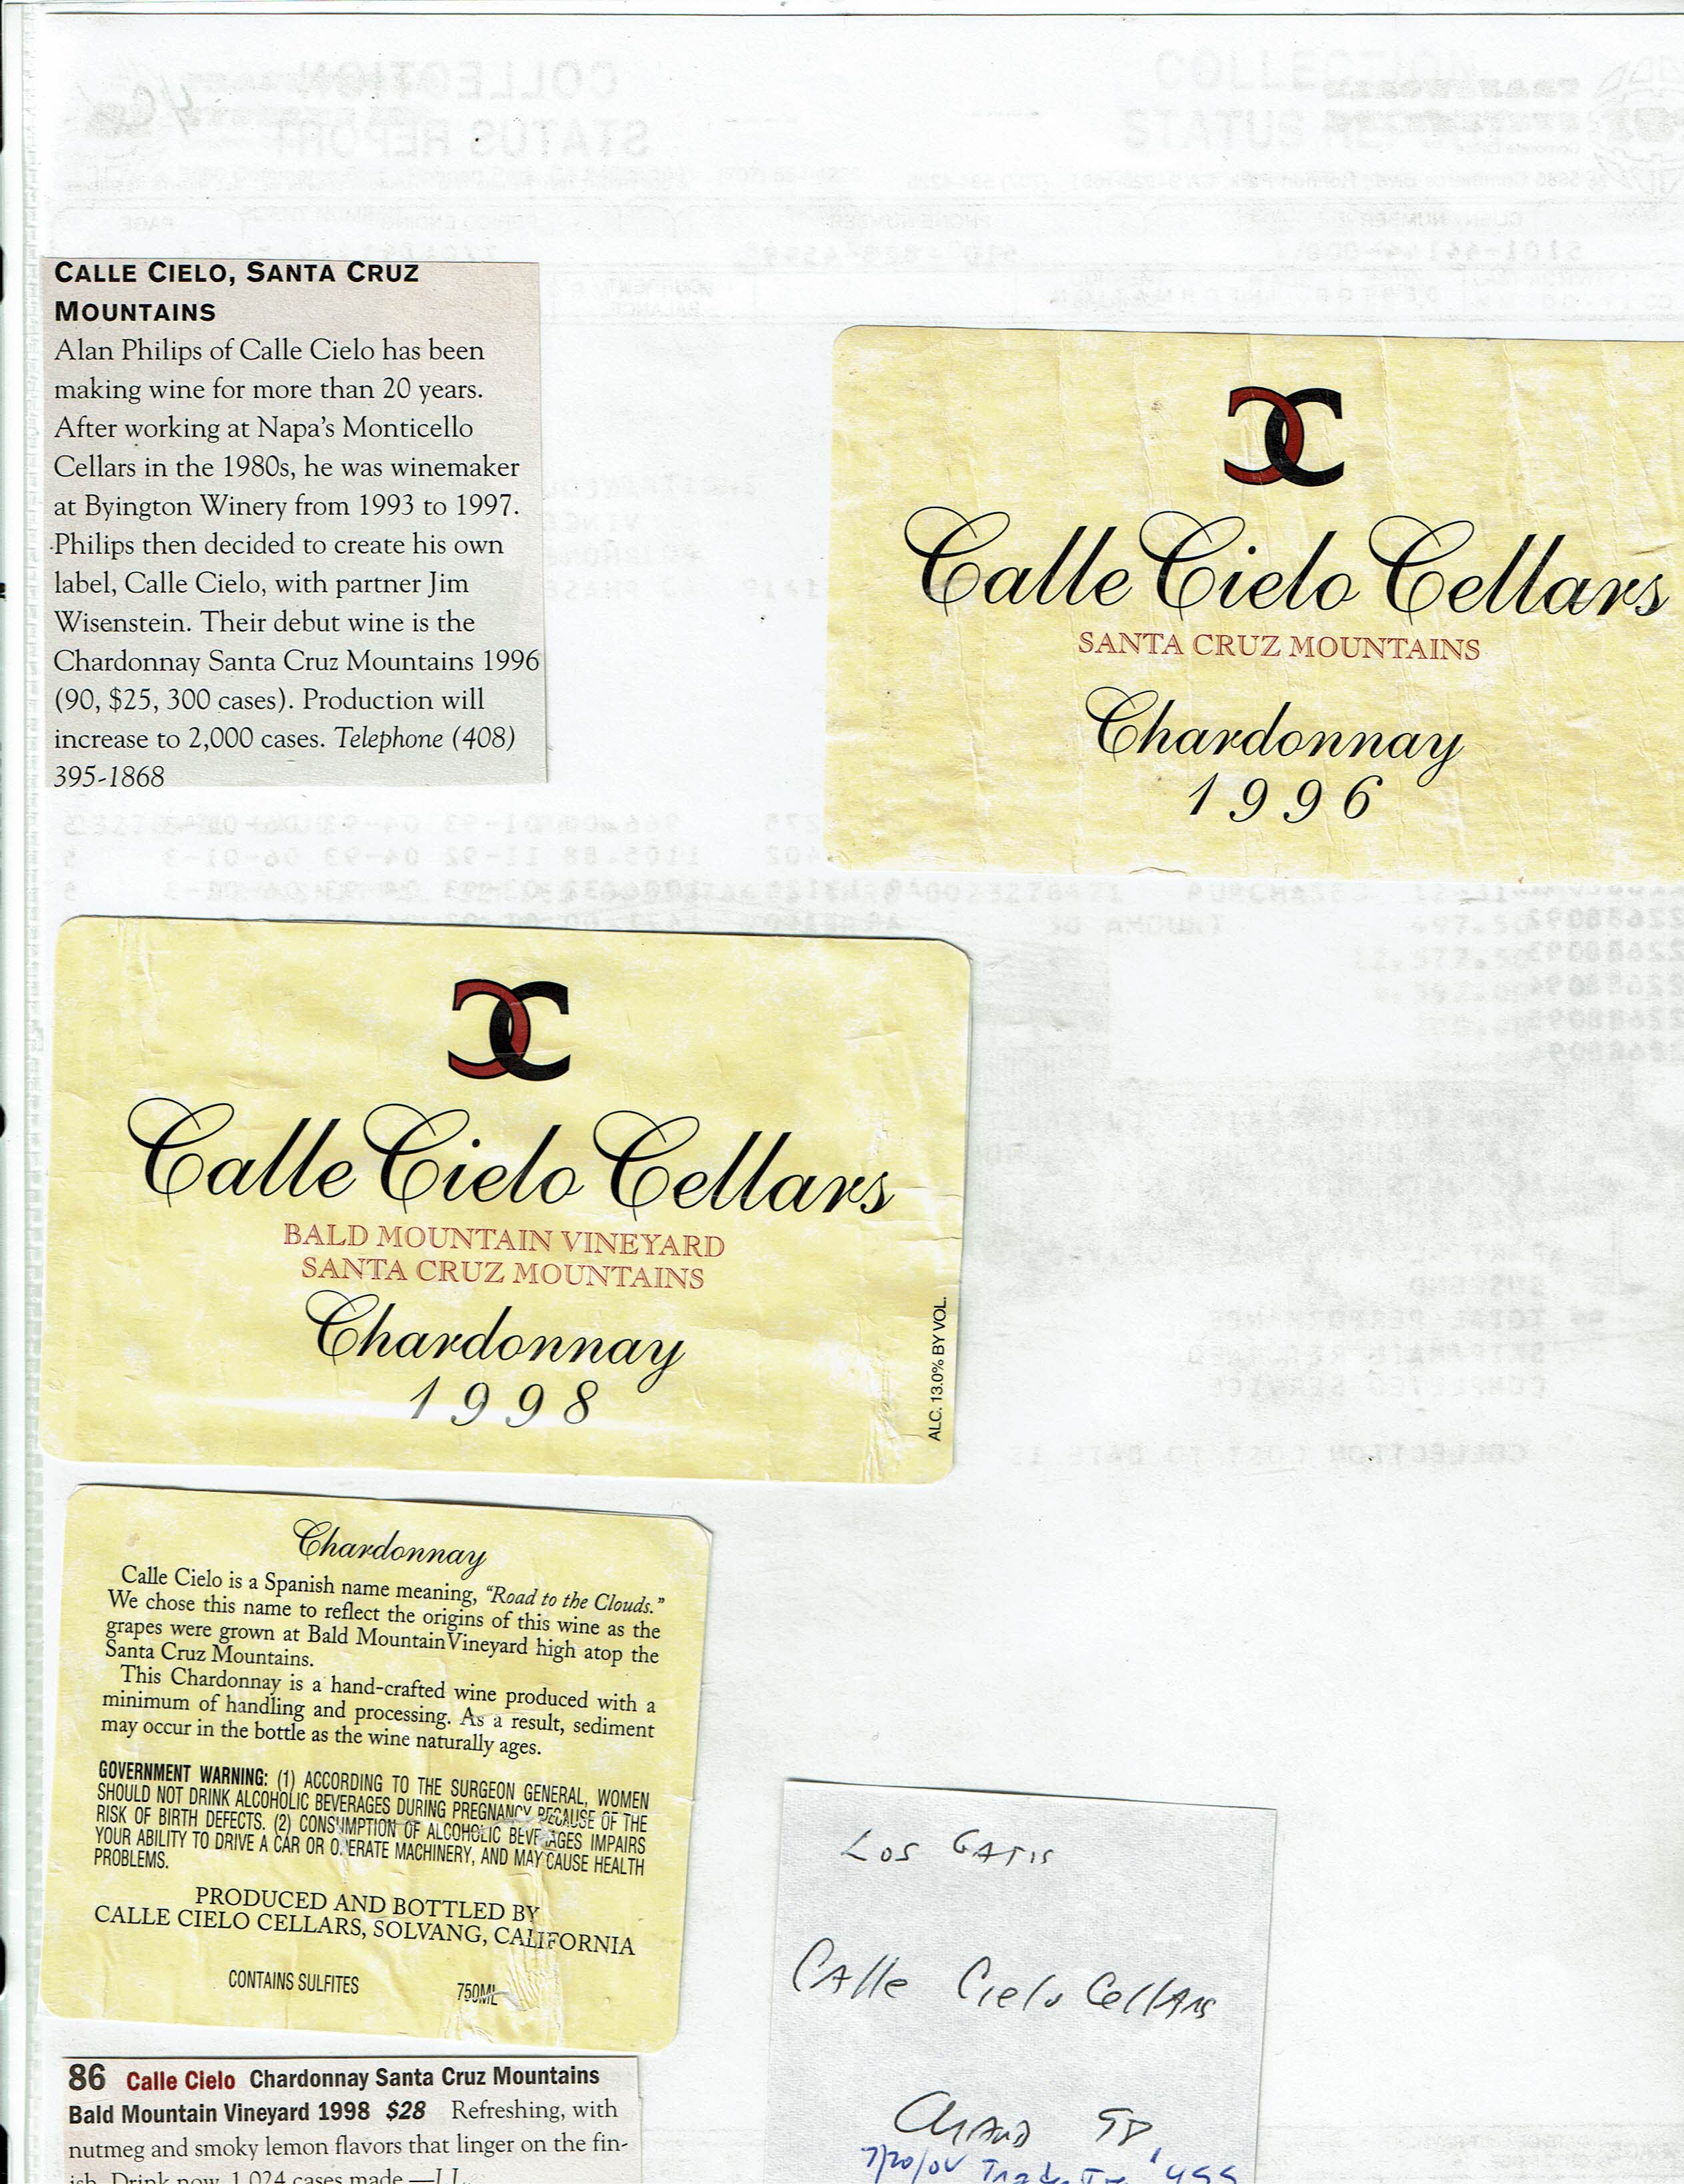 CALLE CIELO, SANTA CRUZ
MOUNTAINS
Alan Philips of Calle Cielo has been
making wine for more than 20 years.
After working at Napa's Monticello
Cellars in the 1980s, he was winemaker
at Byington Winery from 1993 to 1997.
Philips then decided to create his own
label, Calle Cielo, with partner Jim
Wisenstein. Their debut wine is the
Chardonnay Santa Cruz Mountains 1996
(90, $25, 300 cases). Production will
increase to 2,000 cases. Telephone (408)
395-1868
Calle Cielo Cellars
SANTA CRUZ MOUNTAINS
Chardonnay
1996
Calle Cielo Cellars
BALD MOUNTAIN VINEYARD
SANTA CRUZ MOUNTAINS
Chardonnay
1998
ALC. 13.0% BY VOL.
Chardonnay
Calle Cielo is a Spanish name meaning, "Road to the Clouds."
We chose this name to reflect the origins of this wine as the
grapes were grown at Bald Mountain Vineyard high atop the
Santa Cruz Mountains.
This Chardonnay is a hand-crafted wine produced with a
minimum of handling and processing. As a result, sediment
may occur in the bottle as the wine naturally ages.
GOVERNMENT WARNING: (1) ACCORDING TO THE SURGEON GENERAL, WOMEN
SHOULD NOT DRINK ALCOHOLIC BEVERAGES DURING PREGNANCY BECAUSE OF THE
RISK OF BIRTH DEFECTS. (2) CONSUMPTION OF ALCOHOLIC BEVERAGES IMPAIRS
YOUR ABILITY TO DRIVE A CAR OR OPERATE MACHINERY, AND MAY CAUSE HEALTH
PROBLEMS.
PRODUCED AND BOTTLED BY
CALLE CIELO CELLARS, SOLVANG, CALIFORNIA
CONTAINS SULFITES 750ML
86 Calle Cielo Chardonnay Santa Cruz Mountains
Bald Mountain Vineyard 1998 $28 Refreshing, with
nutmeg and smoky lemon flavors that linger on the fin-
ish. Drink now. 1,024 cases made.—J.L.
Los Gatis
Calle Cielo Cellars
Chard
7/20/04